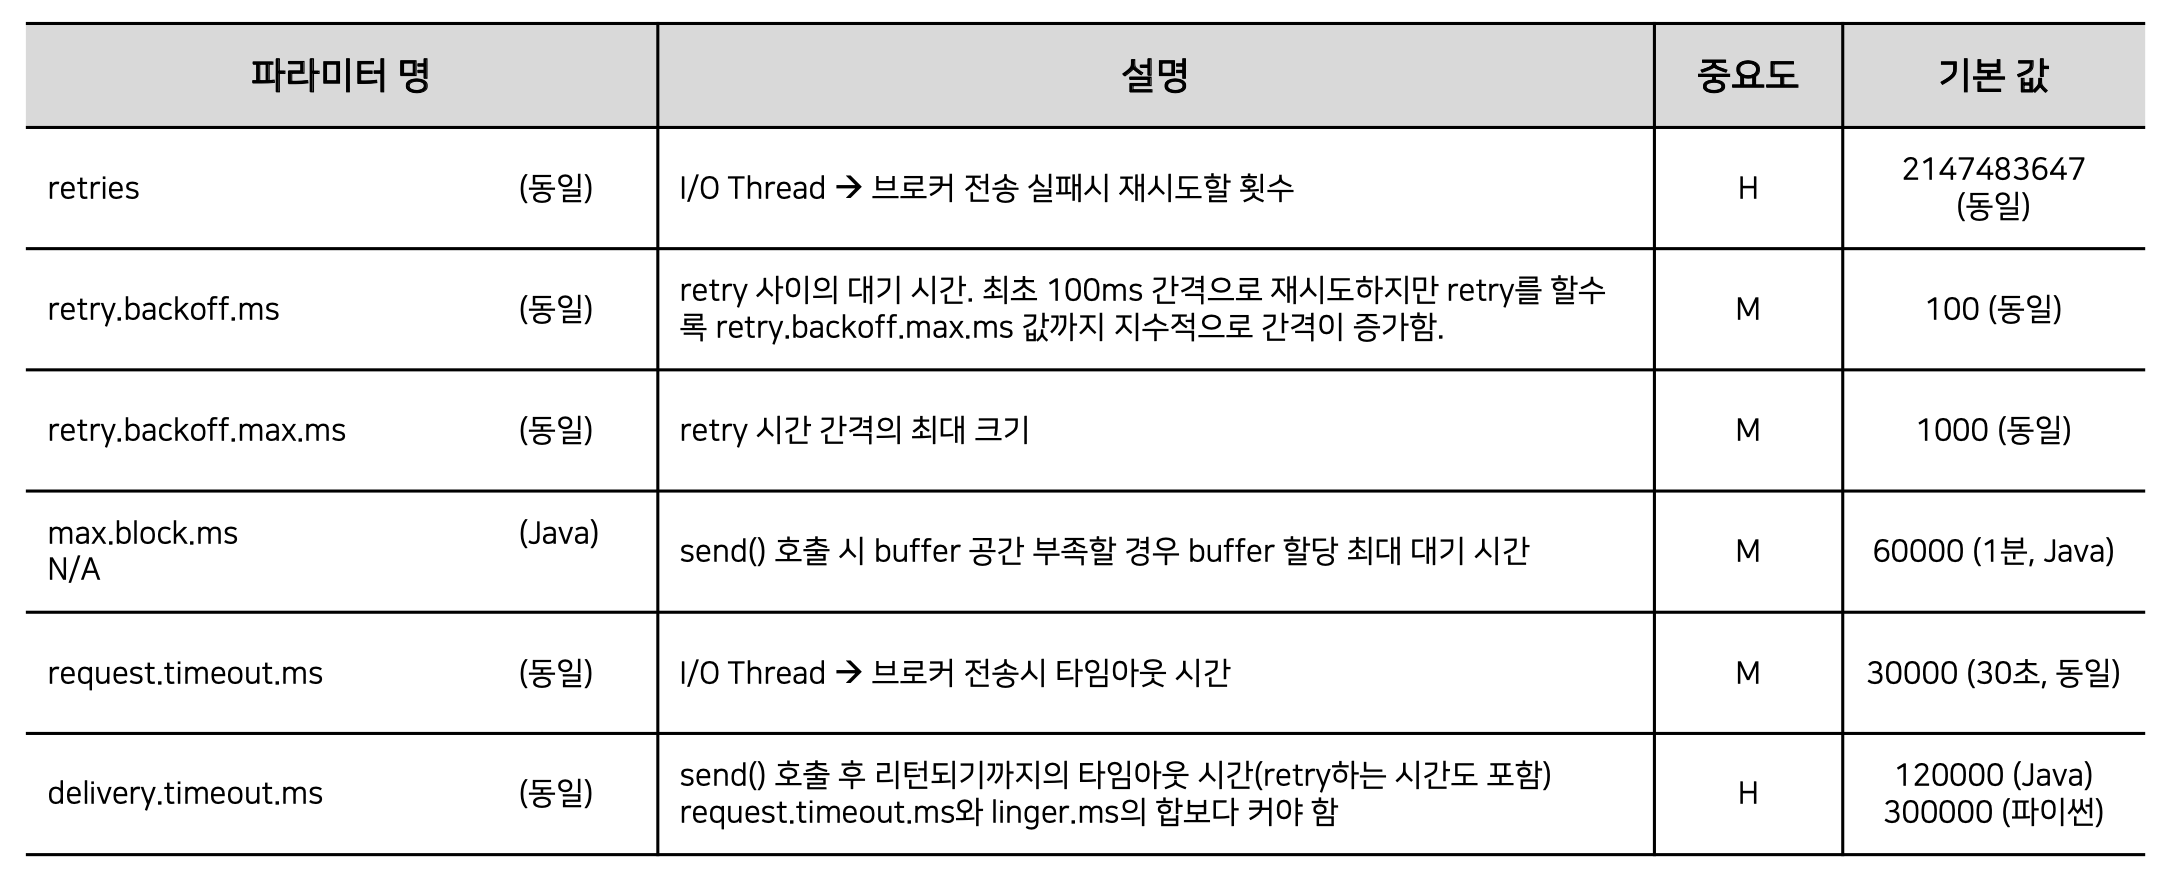 파라미터 명 설명 중요도 기본 값
retries (동일) I/O Thread → 브로커 전송 실패시 재시도할 횟수 H 2147483647
(동일)
retry.backoff.ms (동일) retry 사이의 대기 시간. 최초 100ms 간격으로 재시도하지만 retry를 할수
록 retry.backoff.max.ms 값까지 지수적으로 간격이 증가함. M 100 (동일)
retry.backoff.max.ms (동일) retry 시간 간격의 최대 크기 M 1000 (동일)
max.block.ms (Java)
N/A
send() 호출 시 buffer 공간 부족할 경우 buffer 할당 최대 대기 시간 M 60000 (1분, Java)
request.timeout.ms (동일) I/O Thread → 브로커 전송시 타임아웃 시간 M 30000 (30초, 동일)
delivery.timeout.ms (동일) send() 호출 후 리턴되기까지의 타임아웃 시간(retry하는 시간도 포함)
request.timeout.ms와 linger.ms의 합보다 커야 함 H 120000 (Java)
300000 (파이썬)